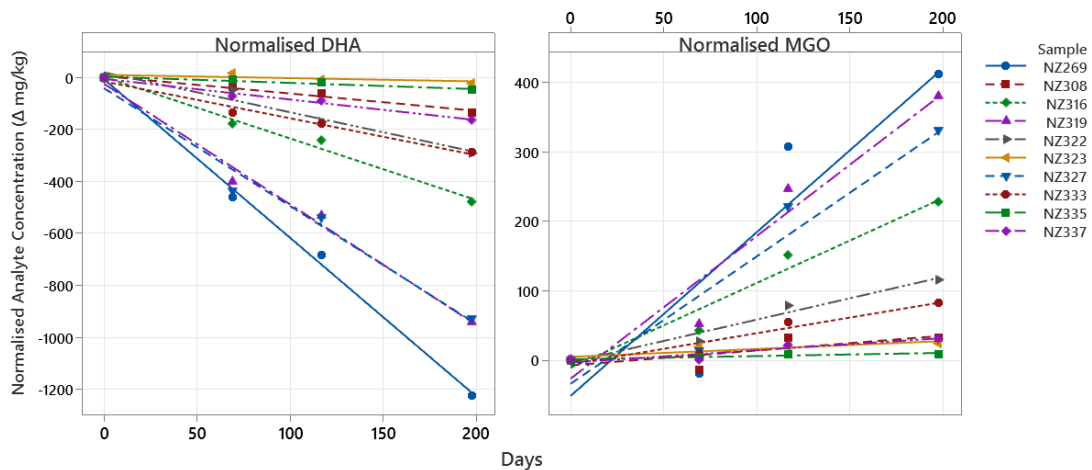 0 50 100 150 200
Normalised DHA
Normalised MGO
Normalised Analyte Concentration (Δ mg/kg)
0
-200
-400
-600
-800
-1000
-1200
400
300
200
100
0
Sample
NZ269
NZ308
NZ316
NZ319
NZ322
NZ323
NZ327
NZ333
NZ335
NZ337
0 50 100 150 200
Days